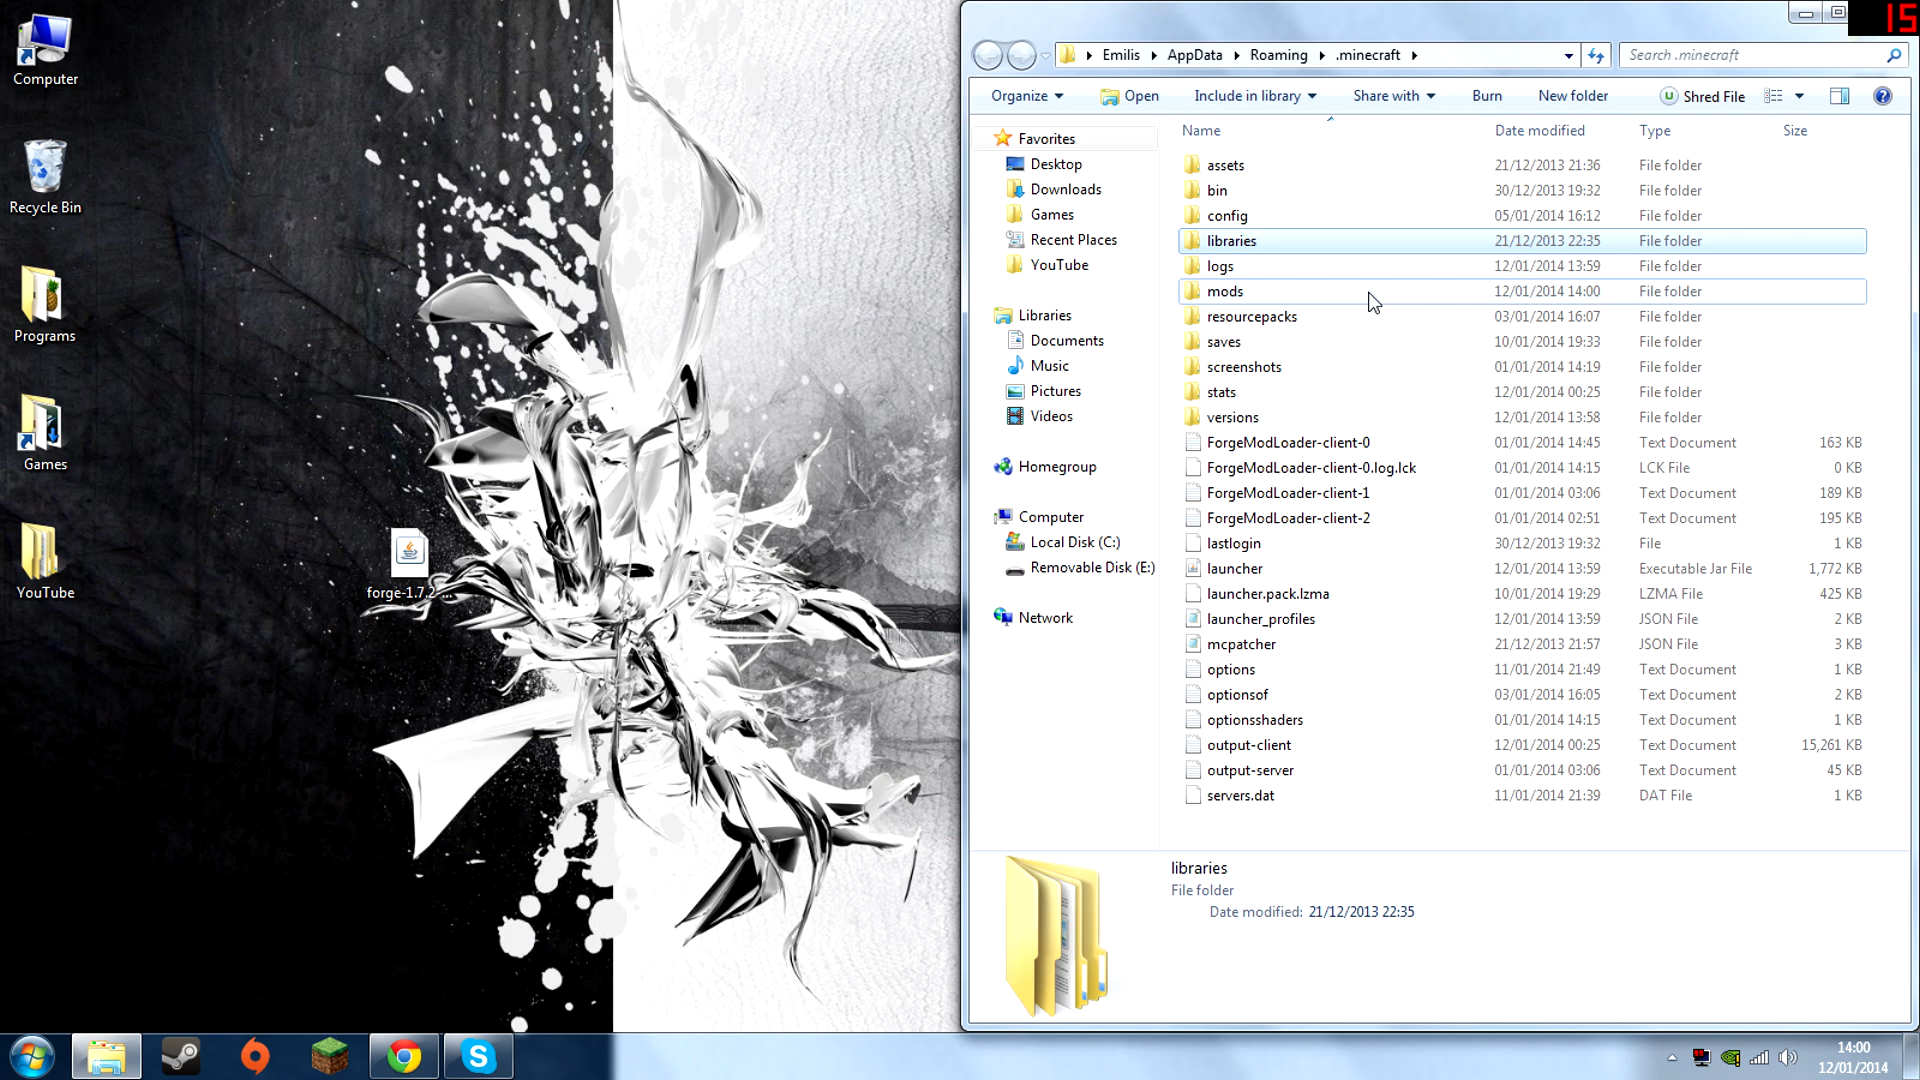 Computer
Recycle Bin
Programs
Games
YouTube
forge-1.7.2-...
15
Emilis
AppData
Roaming
.minecraft
Search .minecraft
Organize
Open
Include in library
Share with
Burn
New folder
Shred File
Favorites
Desktop
Downloads
Games
Recent Places
YouTube
Libraries
Documents
Music
Pictures
Videos
Homegroup
Computer
Local Disk (C:)
Removable Disk (E:)
Network
Name Date modified Type Size
assets 21/12/2013 21:36 File folder
bin 30/12/2013 19:32 File folder
config 05/01/2014 16:12 File folder
libraries 21/12/2013 22:35 File folder
logs 12/01/2014 13:59 File folder
mods 12/01/2014 14:00 File folder
resourcepacks 03/01/2014 16:07 File folder
saves 10/01/2014 19:33 File folder
screenshots 01/01/2014 14:19 File folder
stats 12/01/2014 00:25 File folder
versions 12/01/2014 13:58 File folder
ForgeModLoader-client-0 01/01/2014 14:45 Text Document 163 KB
ForgeModLoader-client-0.log.lck 01/01/2014 14:15 LCK File 0 KB
ForgeModLoader-client-1 01/01/2014 03:06 Text Document 189 KB
ForgeModLoader-client-2 01/01/2014 02:51 Text Document 195 KB
lastlogin 30/12/2013 19:32 File 1 KB
launcher 12/01/2014 13:59 Executable Jar File 1,772 KB
launcher.pack.lzma 10/01/2014 19:29 LZMA File 425 KB
launcher_profiles 12/01/2014 13:59 JSON File 2 KB
mcpatcher 21/12/2013 21:57 JSON File 3 KB
options 11/01/2014 21:49 Text Document 1 KB
optionsof 03/01/2014 16:05 Text Document 2 KB
optionsshaders 01/01/2014 14:15 Text Document 1 KB
output-client 12/01/2014 00:25 Text Document 15,261 KB
output-server 01/01/2014 03:06 Text Document 45 KB
servers.dat 11/01/2014 21:39 DAT File 1 KB
libraries
File folder
Date modified: 21/12/2013 22:35
14:00
12/01/2014